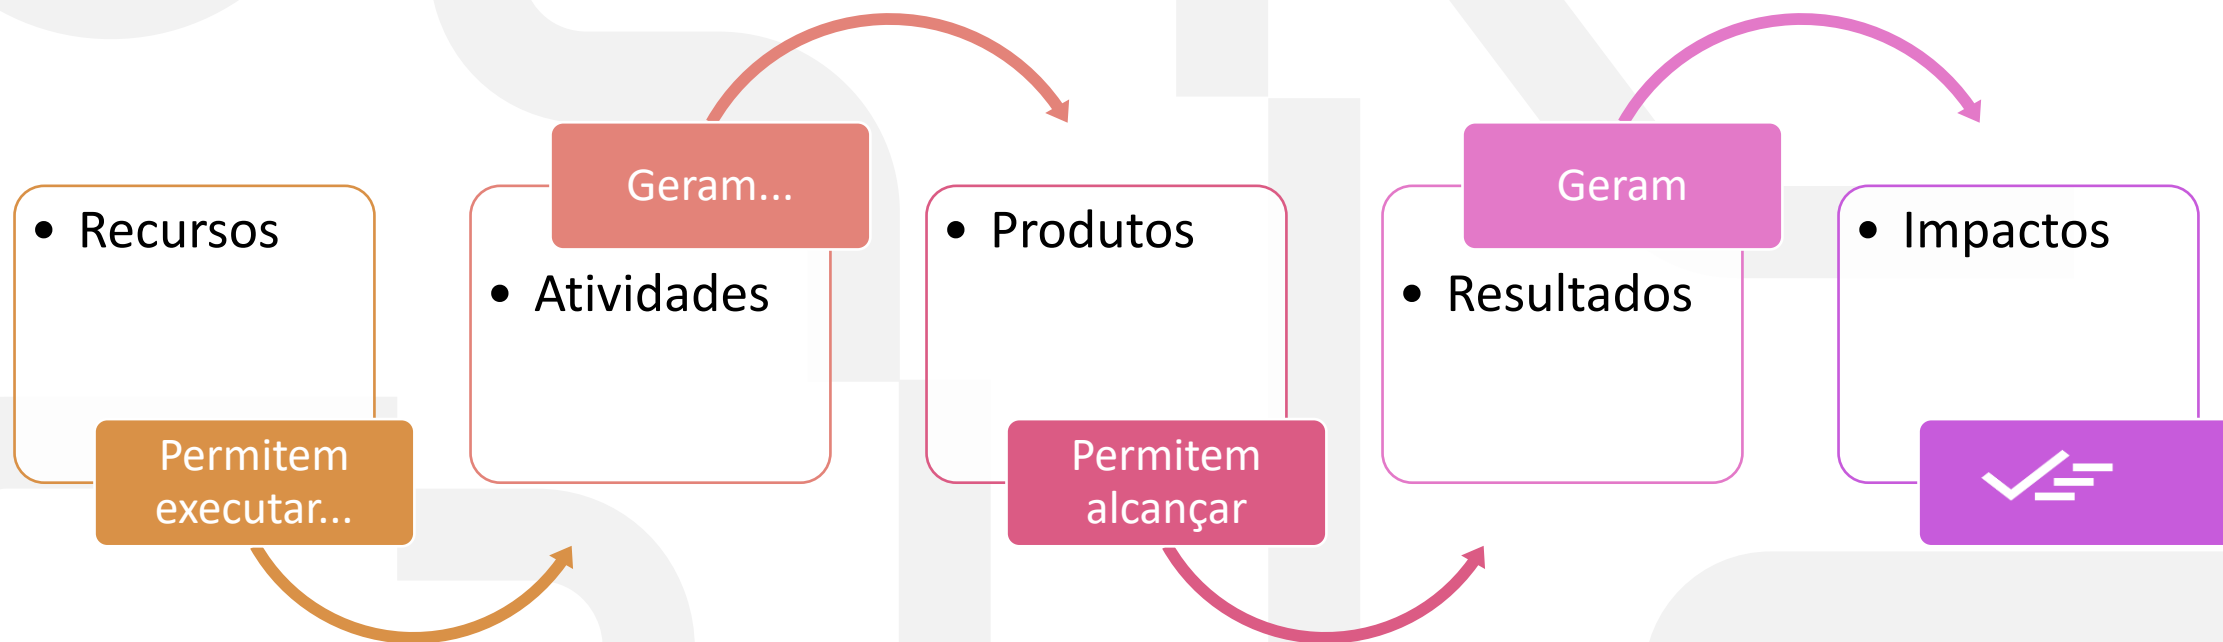 • Recursos
Permitem
executar...
Geram...
• Atividades
• Produtos
Permitem
alcançar
Geram
• Resultados
• Impactos